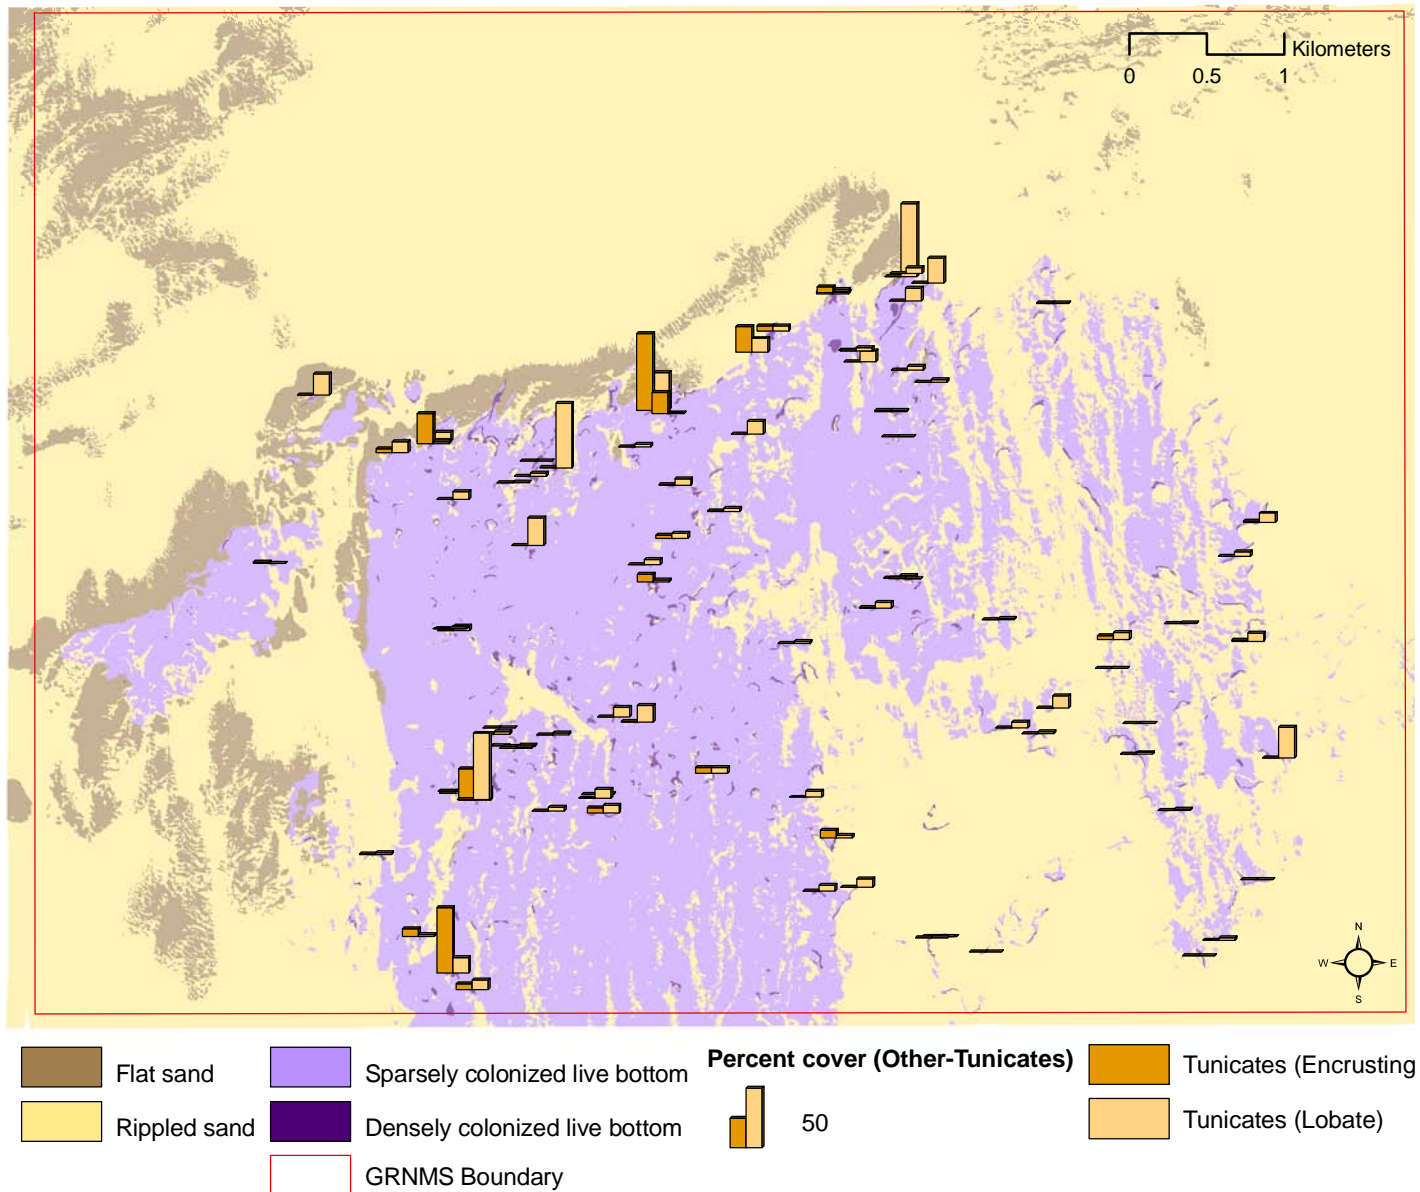 Kilometers
0 0.5 1
N
W E
S
Flat sand
Rippled sand
Sparsely colonized live bottom
Densely colonized live bottom
GRNMS Boundary
Percent cover (Other-Tunicates)
50
Tunicates (Encrusting
Tunicates (Lobate)